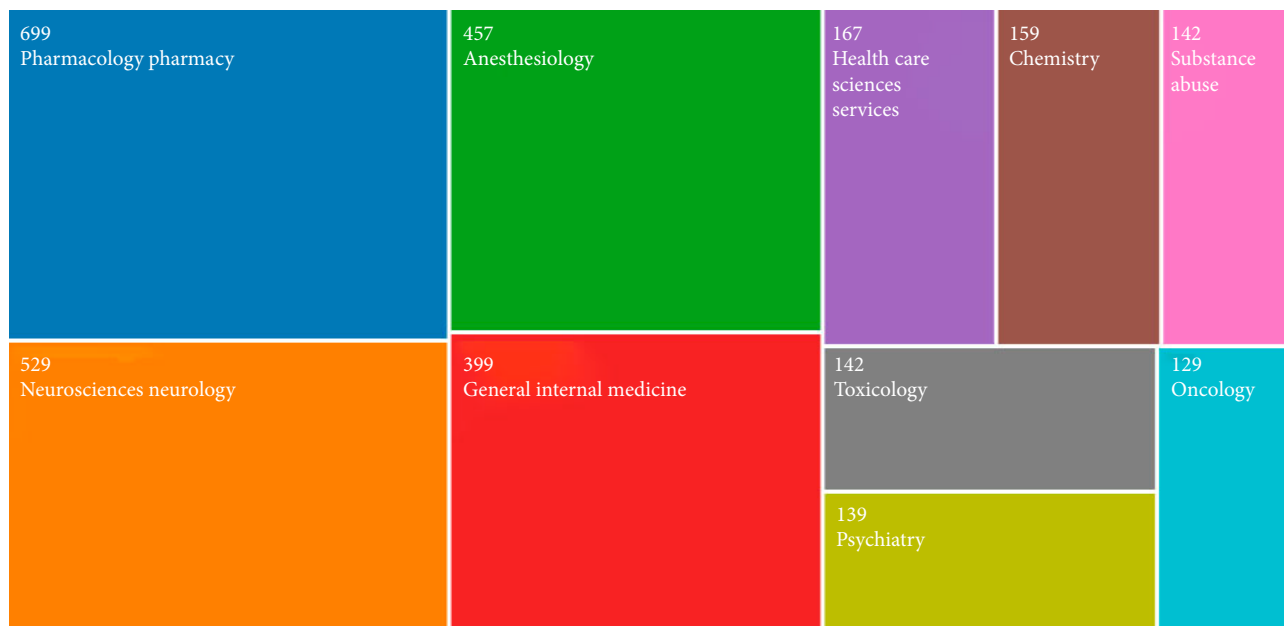 699
Pharmacology pharmacy
457
Anesthesiology
167
Health care
sciences
services
159
Chemistry
142
Substance
abuse
529
Neurosciences neurology
399
General internal medicine
142
Toxicology
129
Oncology
139
Psychiatry